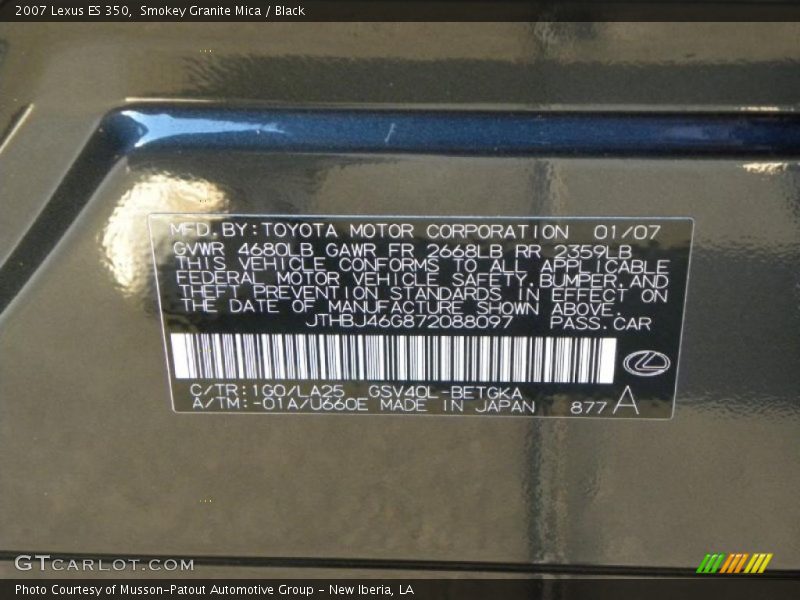 2007 Lexus ES 350, Smokey Granite Mica / Black
MFD.BY:TOYOTA MOTOR CORPORATION 01/07
GVWR 4680LB GAWR FR 2668LB RR 2359LB
THIS VEHICLE CONFORMS TO ALL APPLICABLE
FEDERAL MOTOR VEHICLE SAFETY,BUMPER,AND
THEFT PREVENTION STANDARDS IN EFFECT ON
THE DATE OF MANUFACTURE SHOWN ABOVE.
JTHBJ46G872088097 PASS.CAR
C/TR:1G0/LA25 GSV40L-BETGKA
A/TM:-01A/U660E MADE IN JAPAN 877 A
GTCARLOT.COM
Photo Courtesy of Musson-Patout Automotive Group - New Iberia, LA